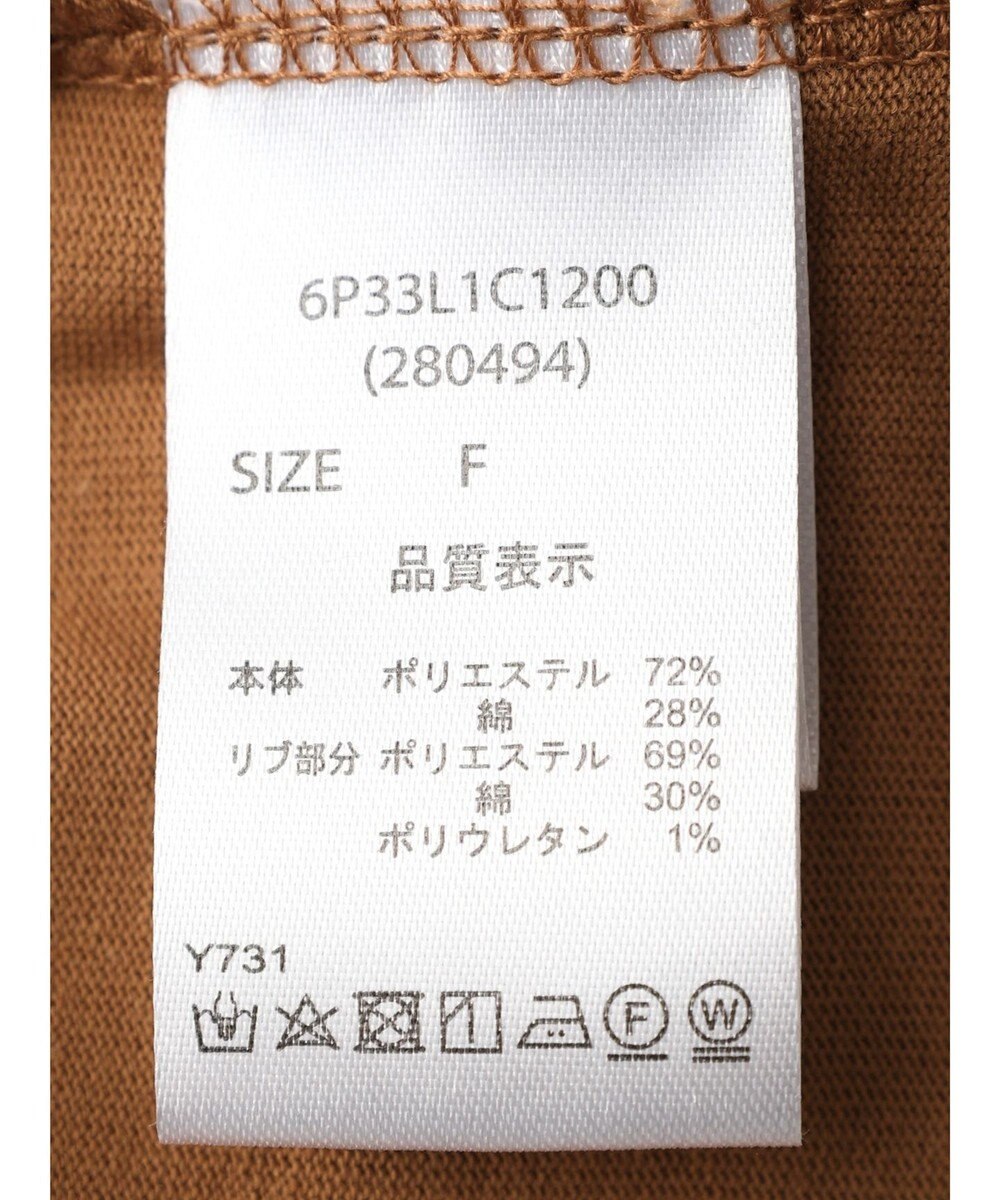 6P33L1C1200
(280494)
SIZE F
品質表示
本体 ポリエステル 72%
綿 28%
リブ部分 ポリエステル 69%
綿 30%
ポリウレタン 1%
Y731
F W